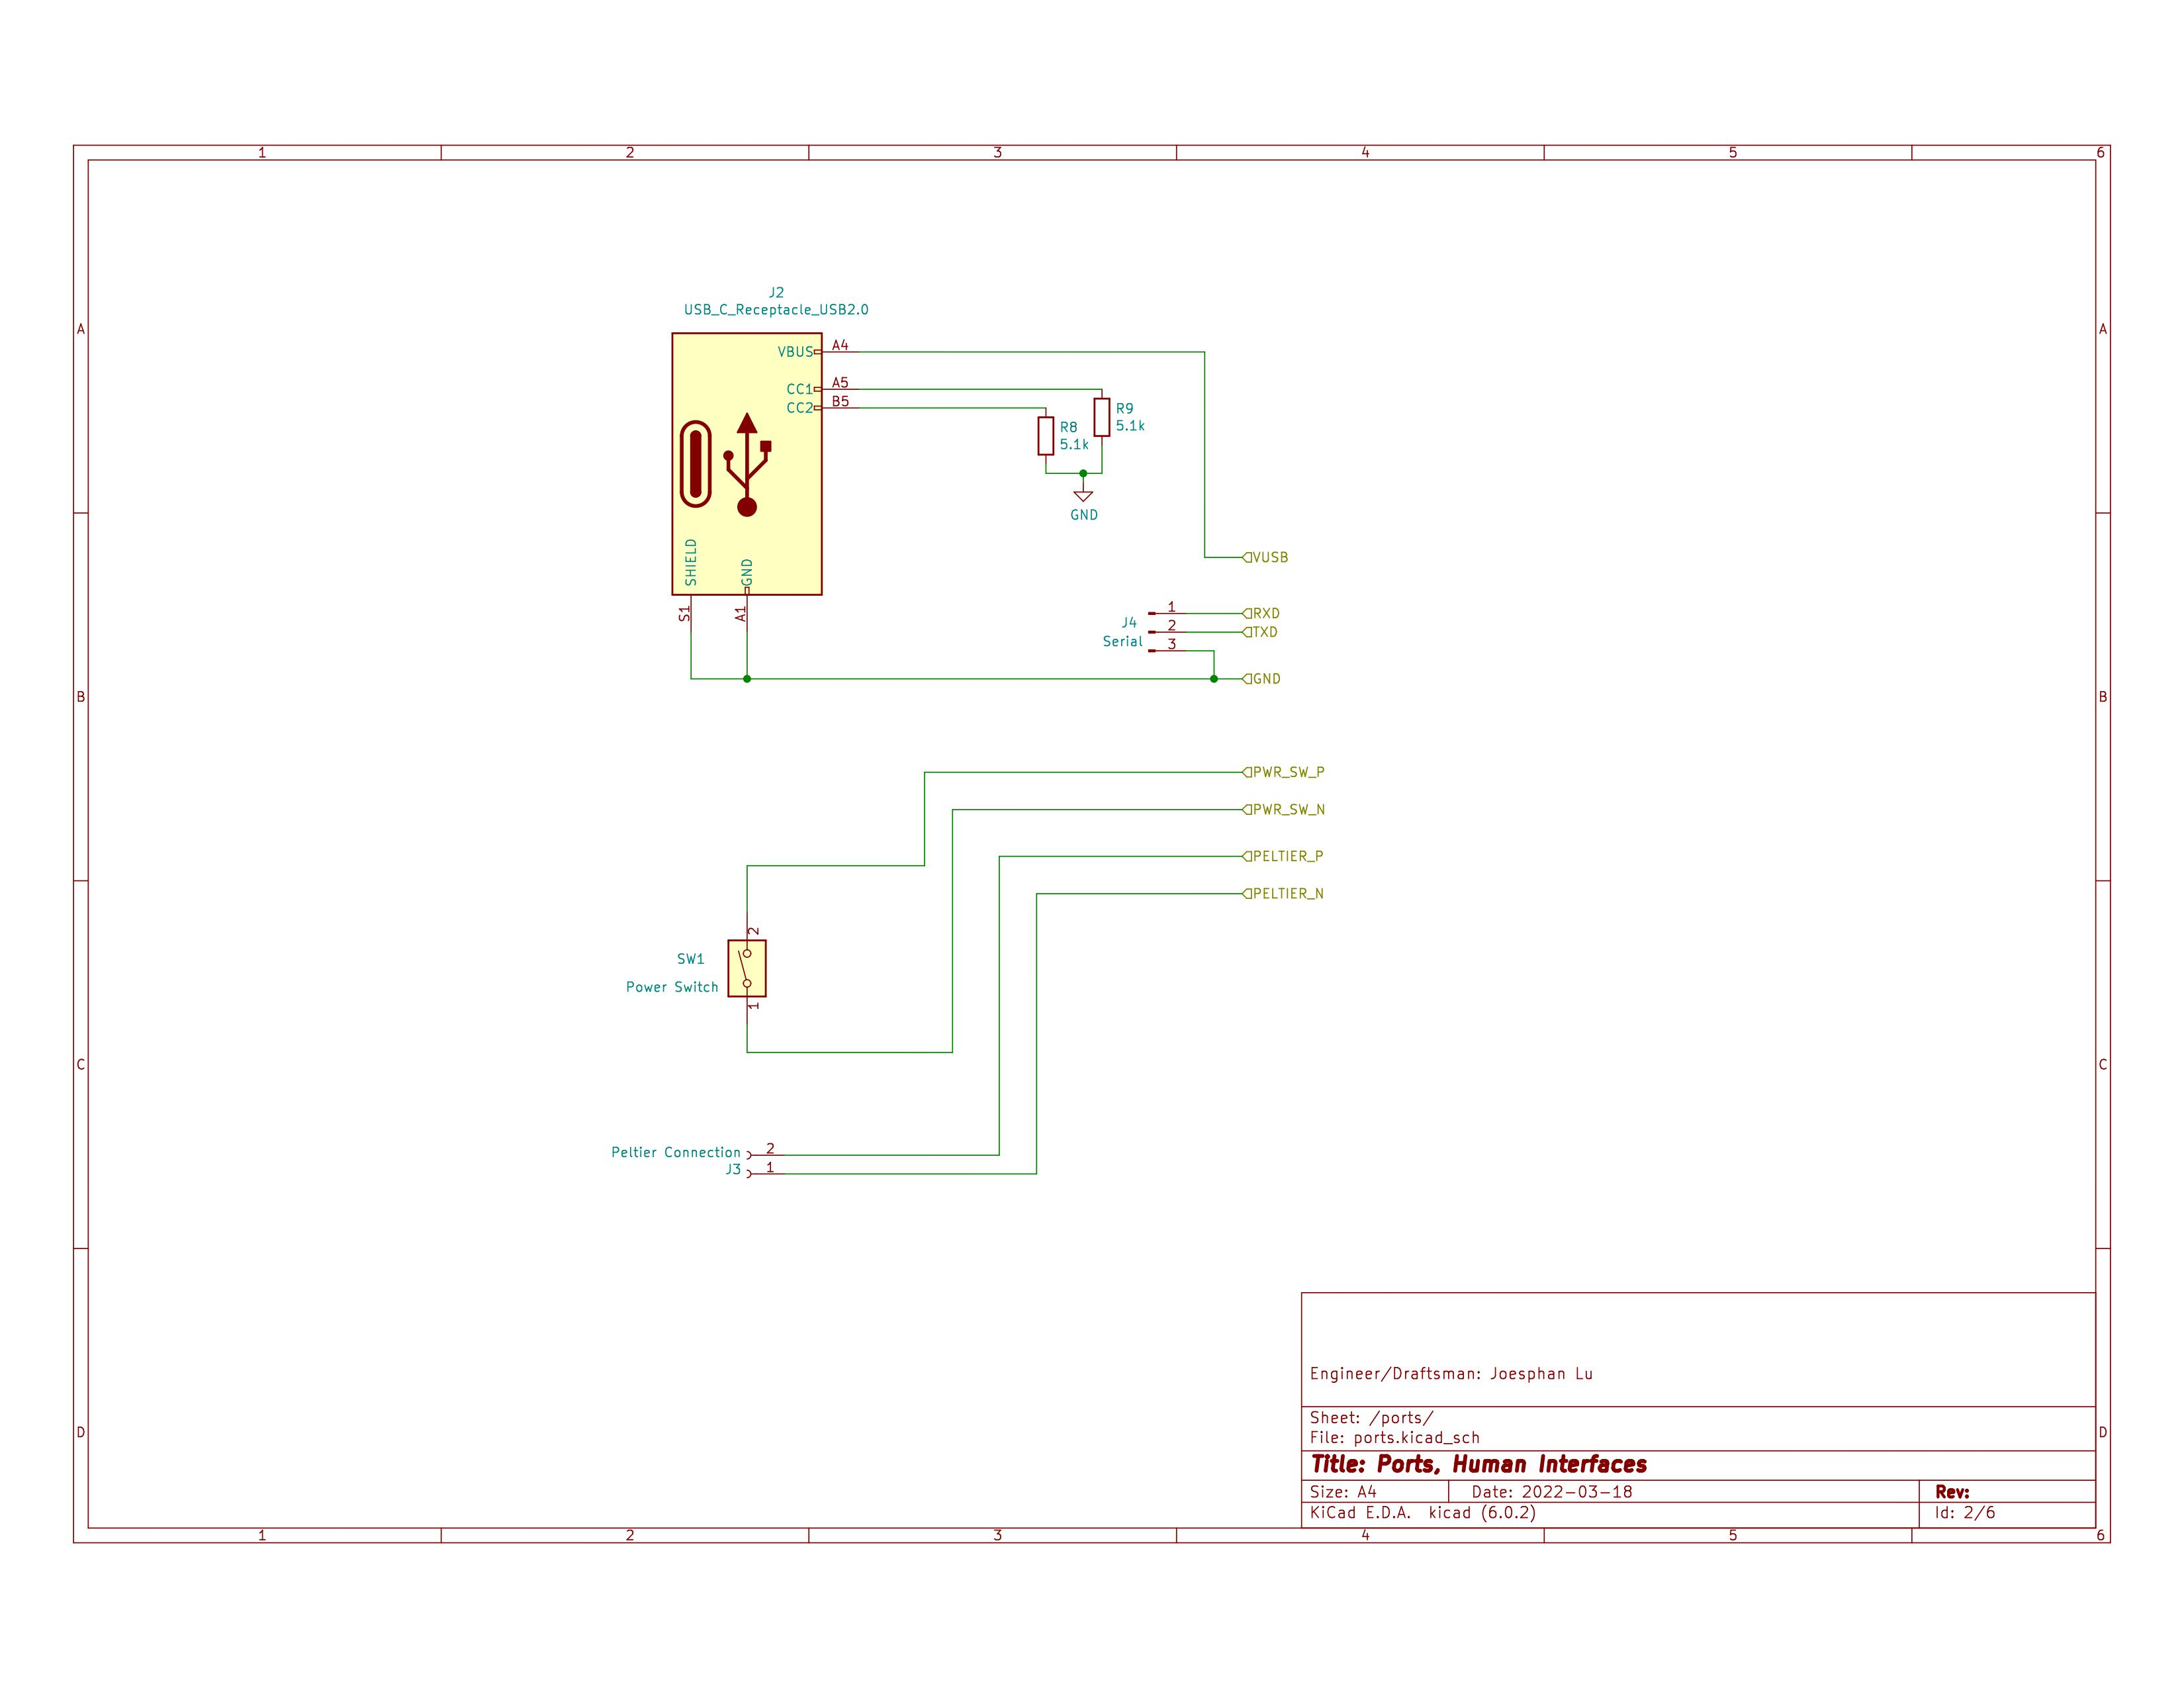 1 2 3 4 5 6
A A
J2
USB_C_Receptacle_USB2.0
VBUS A4
CC1 A5
CC2 B5
R9
5.1k
R8
5.1k
GND
SHIELD
GND
S1
A1
VUSB
J4
Serial
1 RXD
2 TXD
3
GND
B B
PWR_SW_P
PWR_SW_N
PELTIER_P
PELTIER_N
2
SW1
Power Switch
1
C C
Peltier Connection 2
J3 1
Engineer/Draftsman: Joesphan Lu
Sheet: /ports/
File: ports.kicad_sch
D D
Title: Ports, Human Interfaces
Size: A4 Date: 2022-03-18 Rev:
KiCad E.D.A. kicad (6.0.2) Id: 2/6
1 2 3 4 5 6